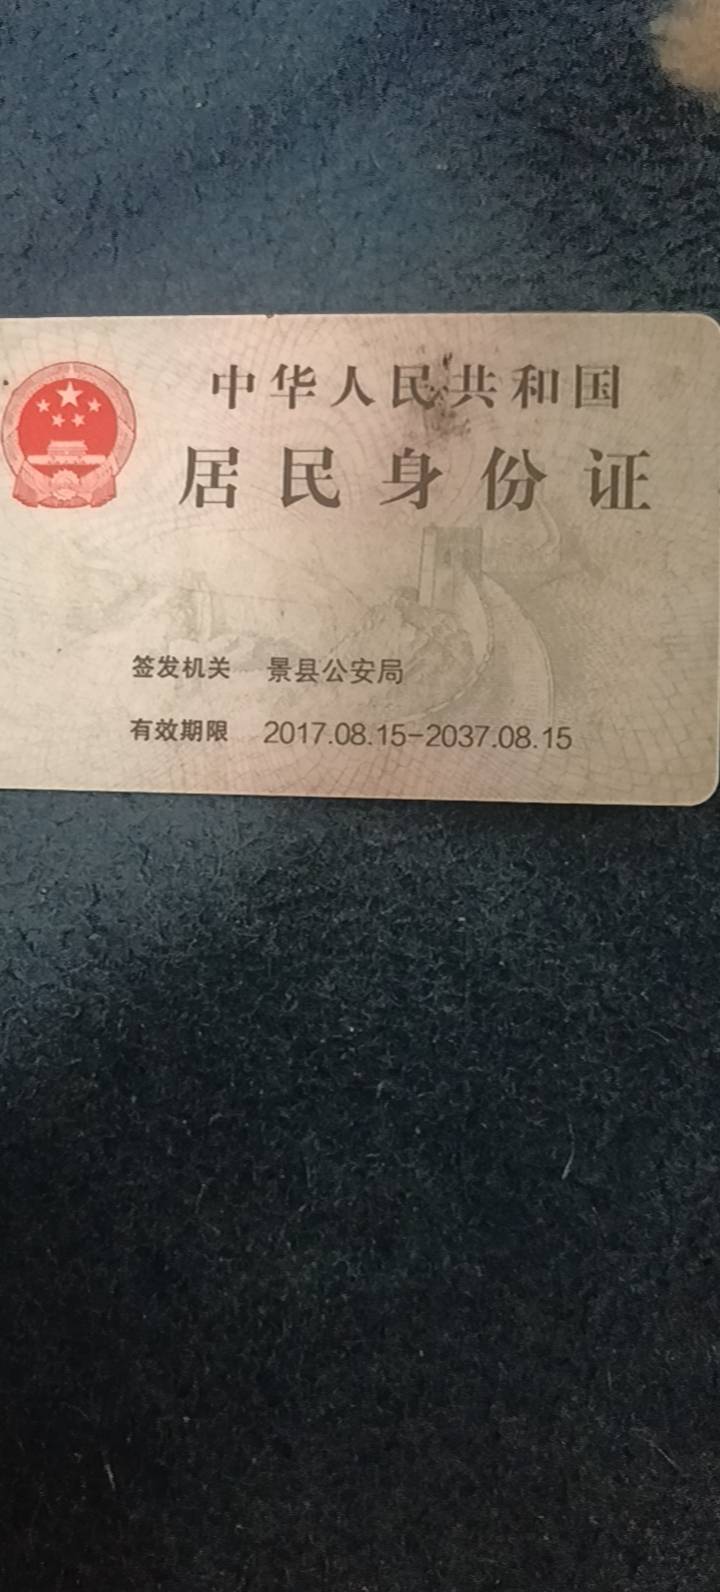 中华人民共和国
居民身份证
签发机关 景县公安局
有效期限 2017.08.15-2037.08.15